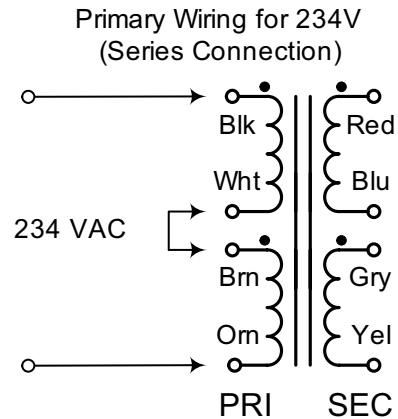 Primary Wiring for 234V
(Series Connection)
Blk Red
Wht Blu
234 VAC
Brn Gry
Orn Yel
PRI SEC